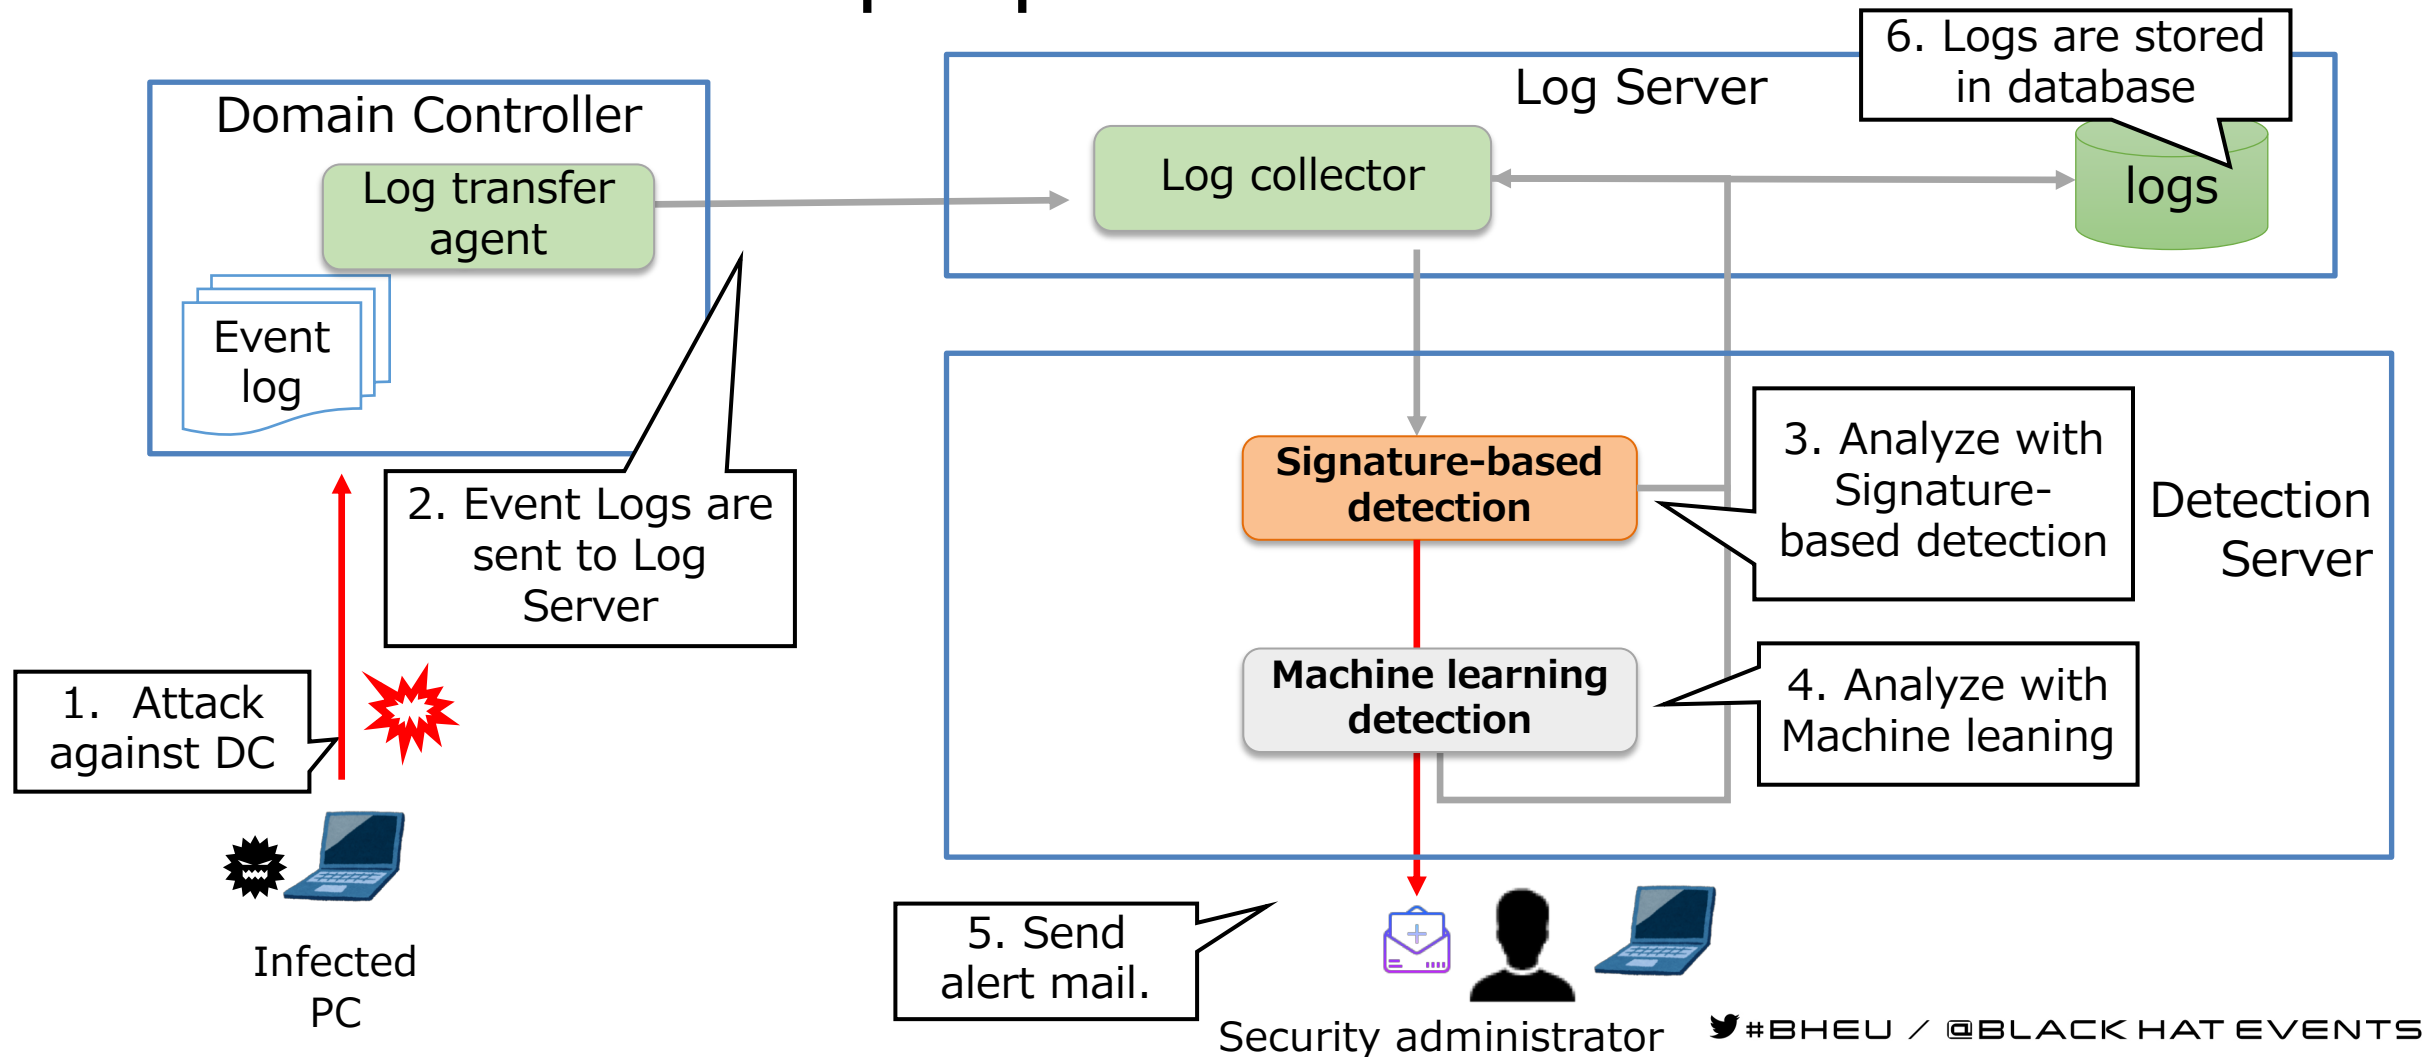 6. Logs are stored
in database
Log Server
Domain Controller
Log transfer
agent
Log collector
logs
Event
log
2. Event Logs are
sent to Log
Server
Signature-based
detection
3. Analyze with
Signature-
based detection
Detection
Server
1. Attack
against DC
Machine learning
detection
4. Analyze with
Machine leaning
5. Send
alert mail.
Infected
PC
Security administrator
#BHEU / @BLACK HAT EVENTS